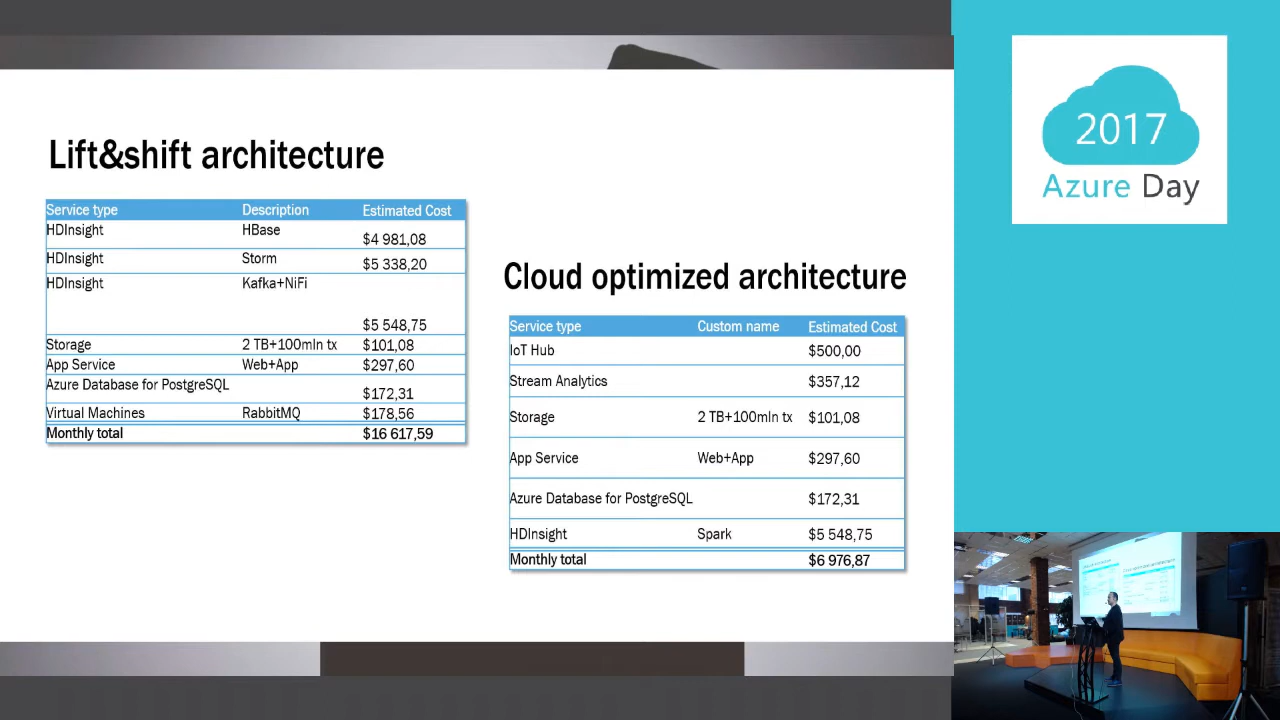 Lift&shift architecture
Service type Description Estimated Cost
HDInsight HBase $4 981,08
HDInsight Storm $5 338,20
HDInsight Kafka+NiFi $5 548,75
Storage 2 TB+100mln tx $101,08
App Service Web+App $297,60
Azure Database for PostgreSQL $172,31
Virtual Machines RabbitMQ $178,56
Monthly total $16 617,59
Cloud optimized architecture
Service type Custom name Estimated Cost
IoT Hub $500,00
Stream Analytics $357,12
Storage 2 TB+100mln tx $101,08
App Service Web+App $297,60
Azure Database for PostgreSQL $172,31
HDInsight Spark $5 548,75
Monthly total $6 976,87
2017
Azure Day